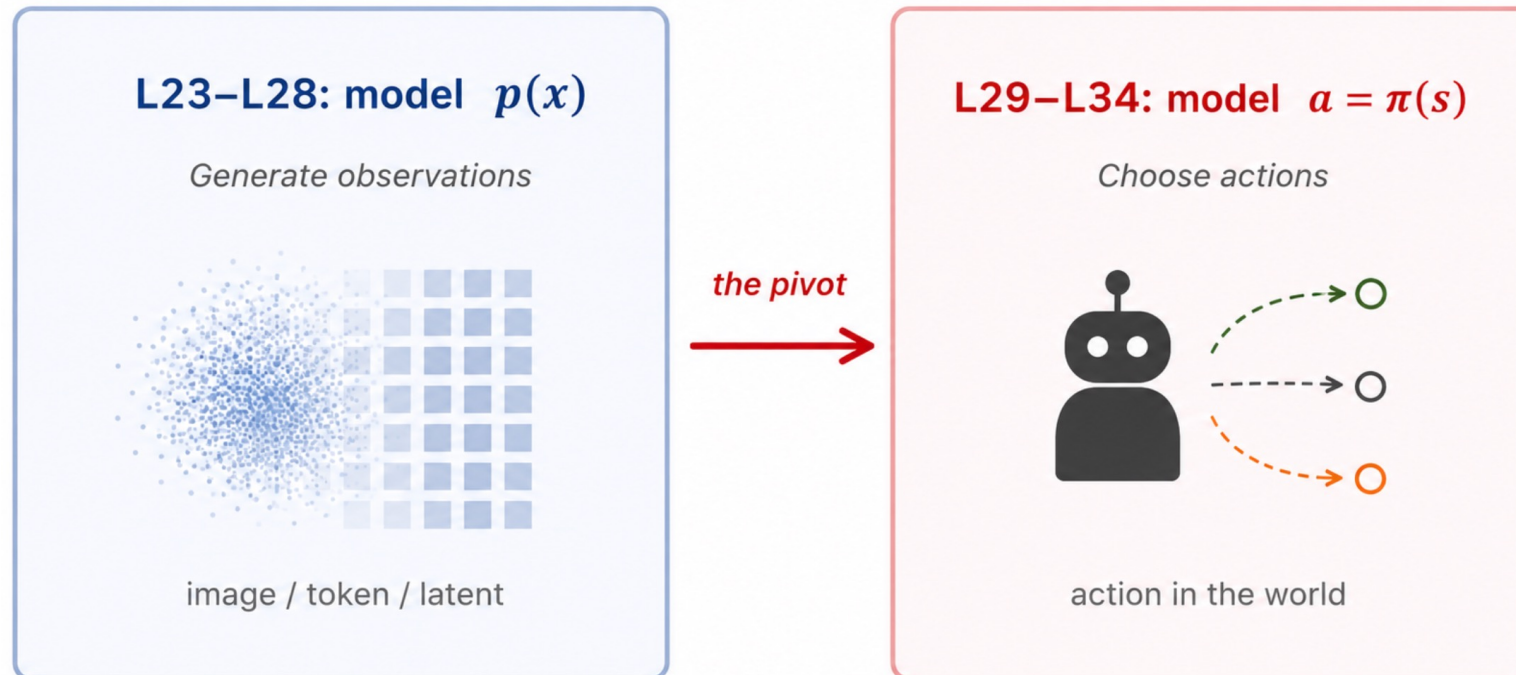 L23–L28: model p(x)
Generate observations
image / token / latent
the pivot
L29–L34: model a = π(s)
Choose actions
action in the world